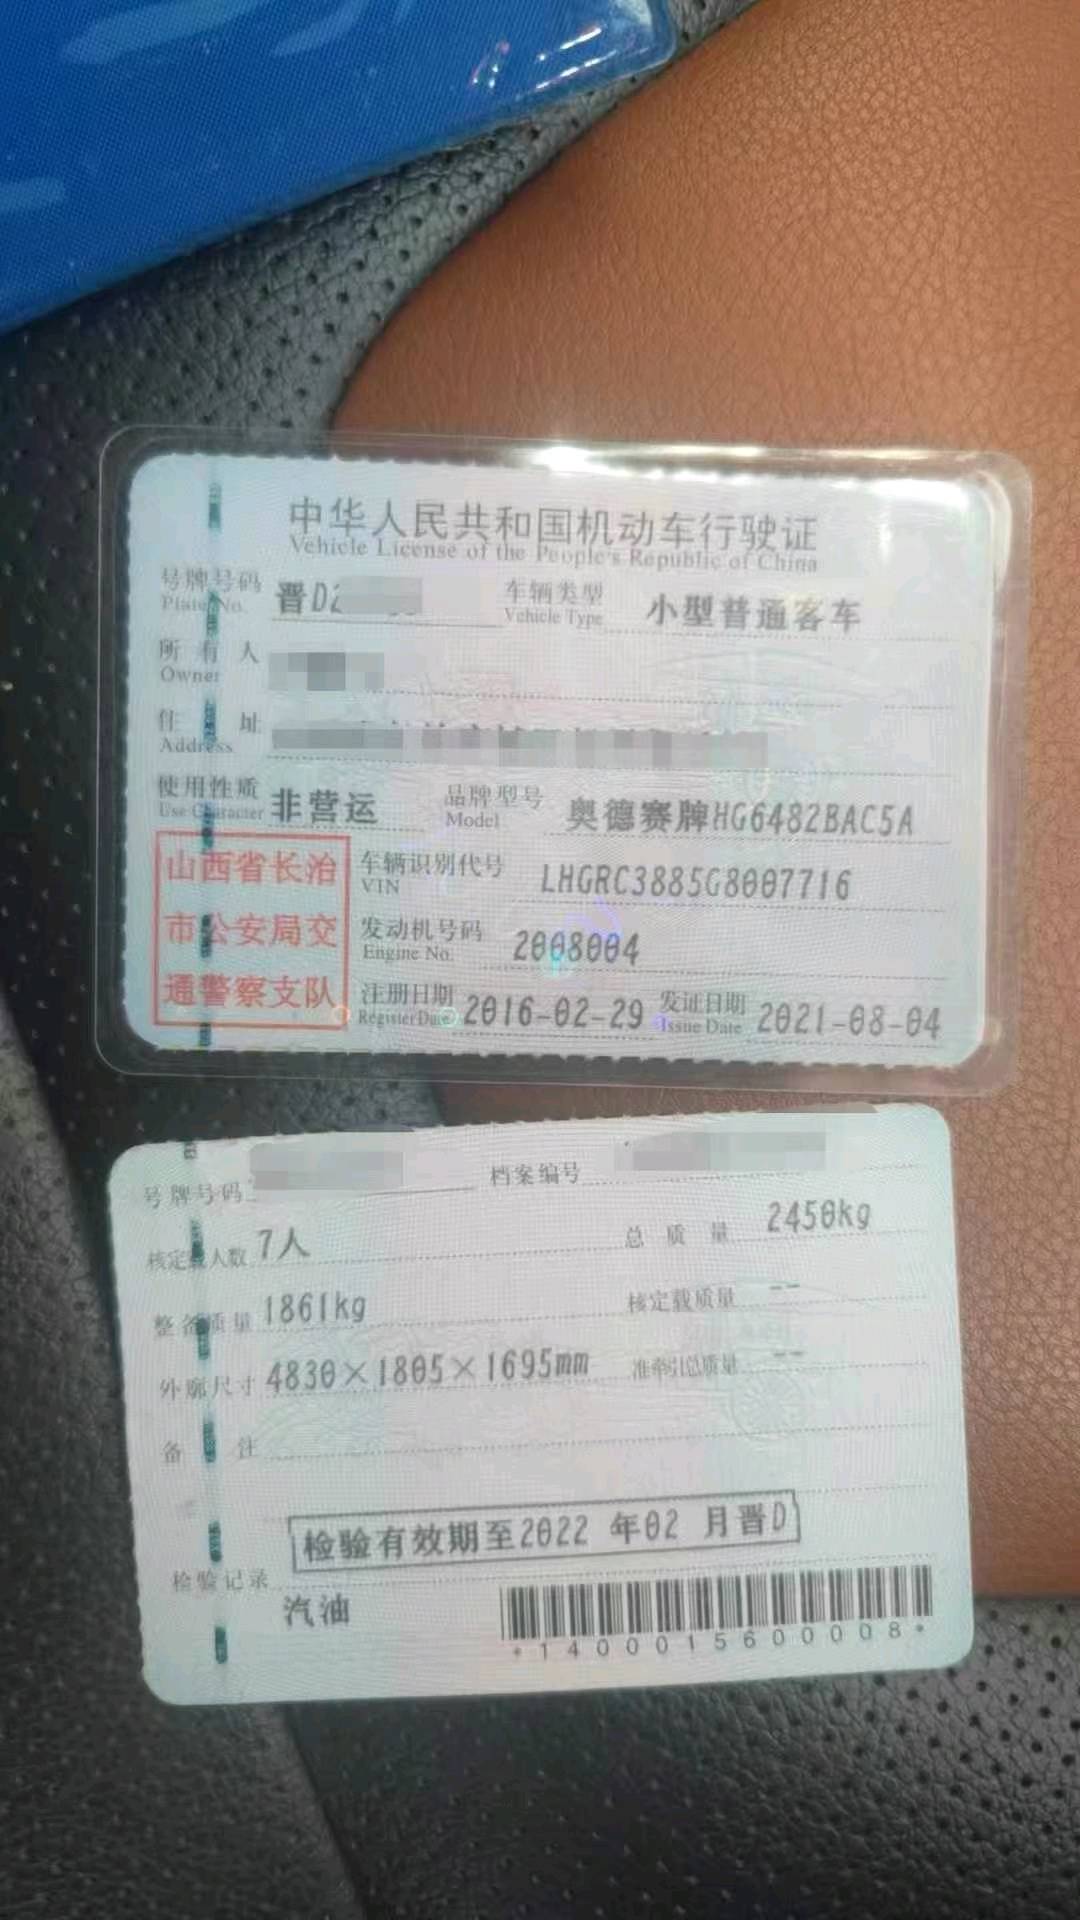 中华人民共和国机动车行驶证
Vehicle License of the People's Republic of China
号牌号码 晋D2 车辆类型 小型普通客车
Plate No. Vehicle Type
所有人
Owner
住址
Address
使用性质 非营运 品牌型号 奥德赛牌HG6482BAC5A
Use Character Model
山西省长治
市公安局交
通警察支队
车辆识别代号 LHGRC3885G8007716
VIN
发动机号码 2008004
Engine No.
注册日期 2016-02-29 发证日期 2021-08-04
Register Date Issue Date
号牌号码 档案编号
核定载人数 7人 总质量 2450kg
整备质量 1861kg 核定载质量 --
外廓尺寸 4830×1805×1695mm 准牵引总质量 --
备注
检验有效期至2022 年02 月晋D
检验记录
汽油
*1400015600008*